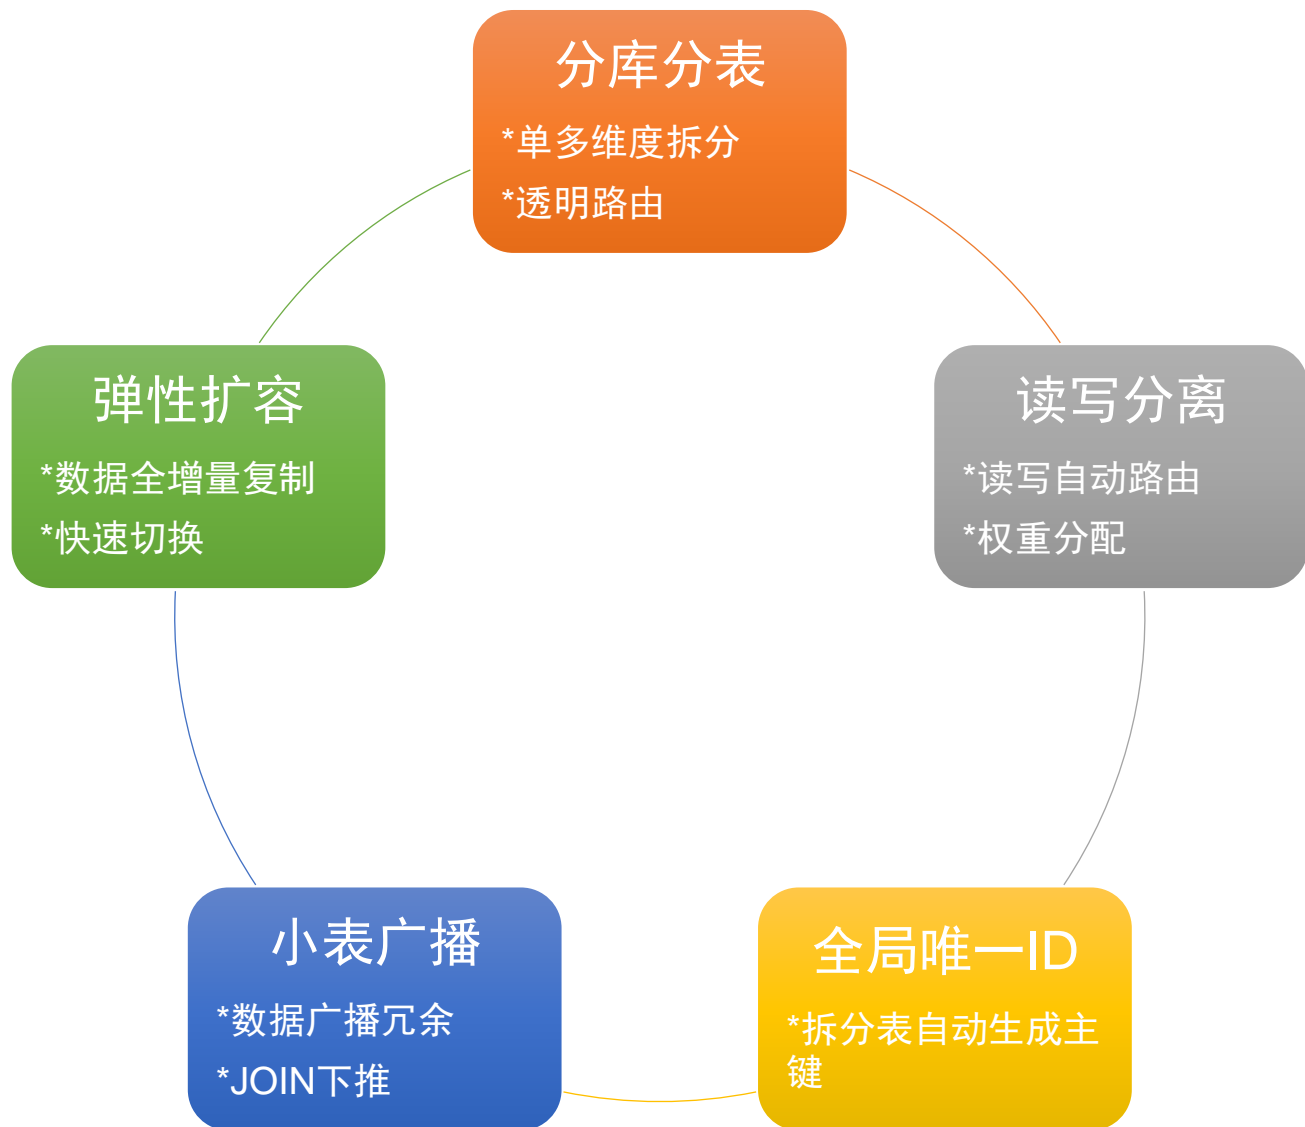 分库分表
*单多维度拆分
*透明路由
读写分离
*读写自动路由
*权重分配
全局唯一ID
*拆分表自动生成主
键
小表广播
*数据广播冗余
*JOIN下推
弹性扩容
*数据全增量复制
*快速切换